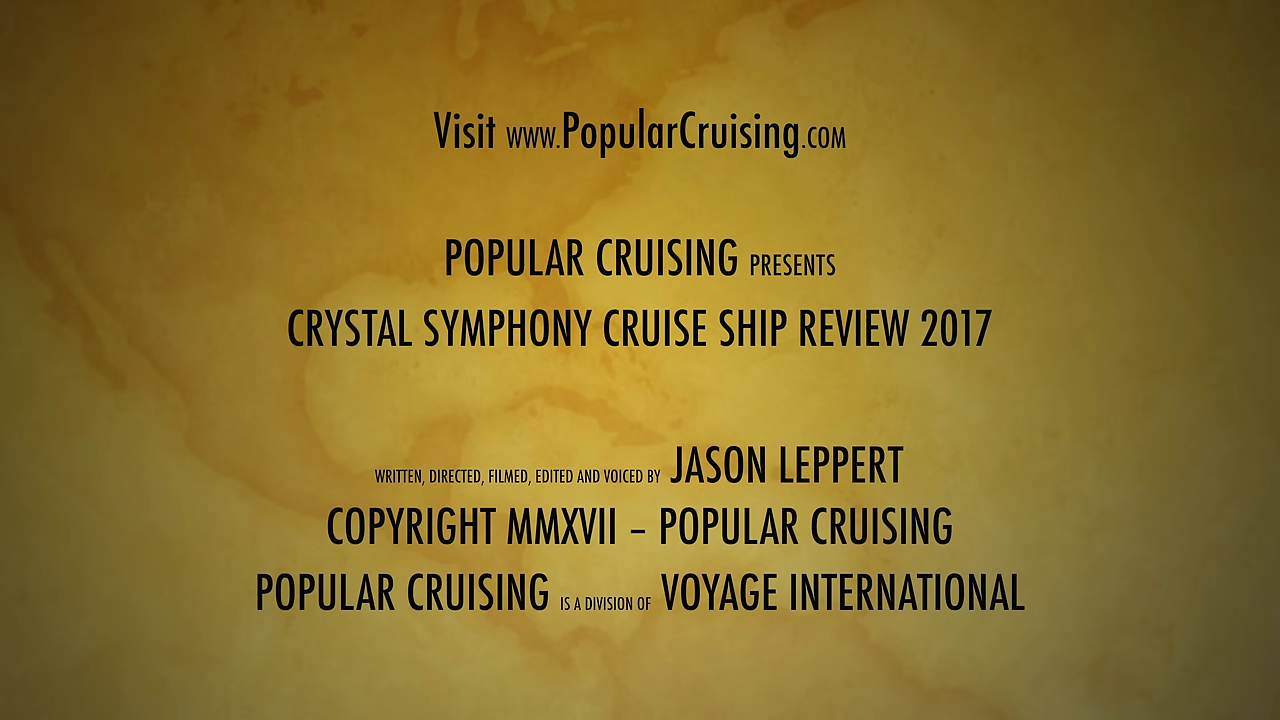 Visit www.PopularCruising.com
POPULAR CRUISING PRESENTS
CRYSTAL SYMPHONY CRUISE SHIP REVIEW 2017
WRITTEN, DIRECTED, FILMED, EDITED AND VOICED BY JASON LEPPERT
COPYRIGHT MMXVII – POPULAR CRUISING
POPULAR CRUISING IS A DIVISION OF VOYAGE INTERNATIONAL